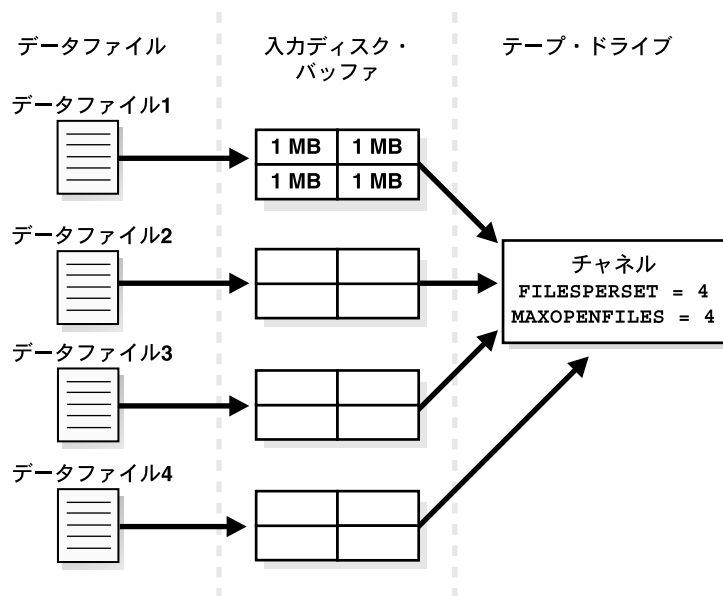 データファイル
入力ディスク・
バッファ
テープ・ドライブ
データファイル1
1 MB 1 MB
1 MB 1 MB
データファイル2
データファイル3
データファイル4
チャネル
FILESPERSET = 4
MAXOPENFILES = 4